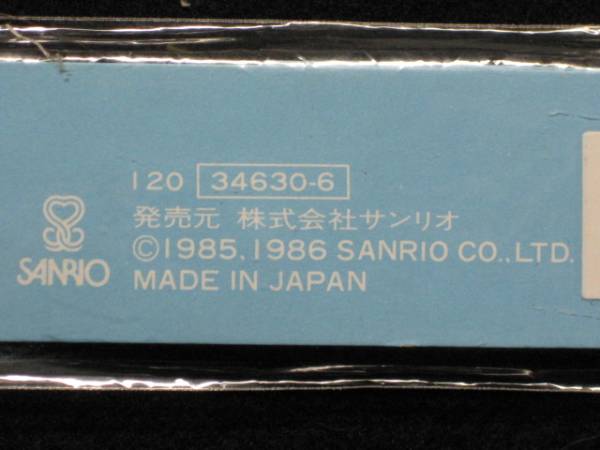 120 34630-6
発売元 株式会社サンリオ
©1985, 1986 SANRIO CO., LTD.
MADE IN JAPAN
SANRIO